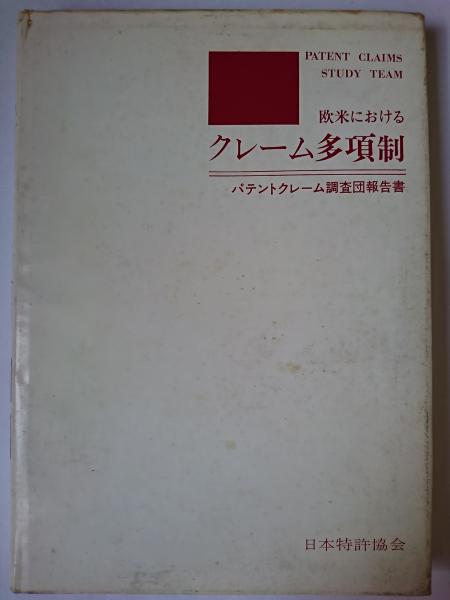 PATENT CLAIMS
STUDY TEAM
欧米における
クレーム多項制
パテントクレーム調査団報告書
日本特許協会